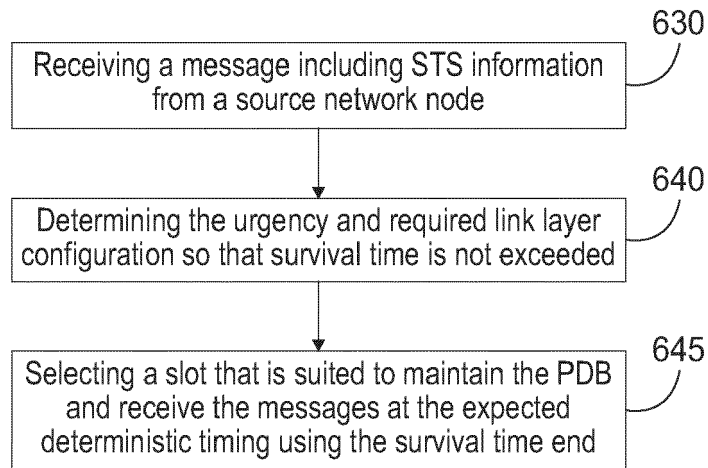 630
Receiving a message including STS information
from a source network node
640
Determining the urgency and required link layer
configuration so that survival time is not exceeded
645
Selecting a slot that is suited to maintain the PDB
and receive the messages at the expected
deterministic timing using the survival time end